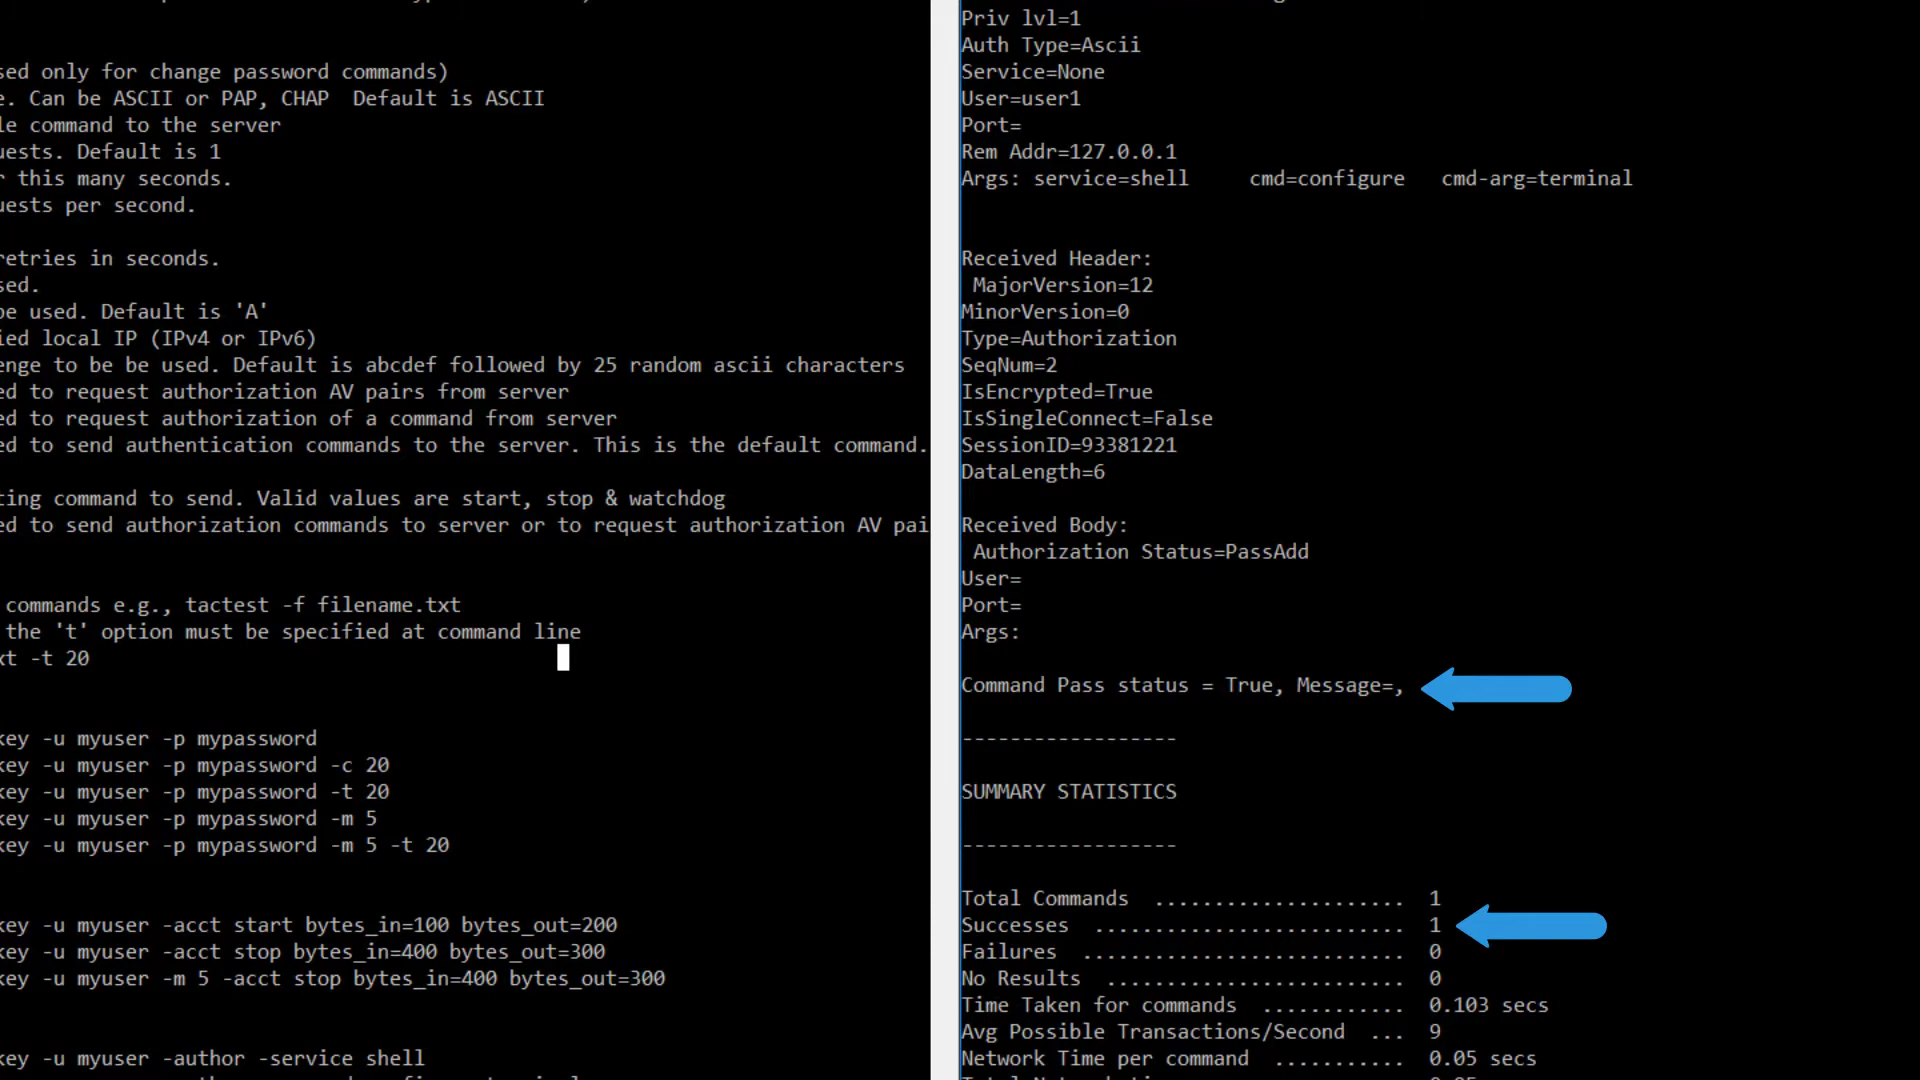 sed only for change password commands)
e. Can be ASCII or PAP, CHAP  Default is ASCII
le command to the server
uests. Default is 1
r this many seconds.
uests per second.
retries in seconds.
sed.
be used. Default is 'A'
ied local IP (IPv4 or IPv6)
enge to be be used. Default is abcdef followed by 25 random ascii characters
ed to request authorization AV pairs from server
ed to request authorization of a command from server
ed to send authentication commands to the server. This is the default command.
ting command to send. Valid values are start, stop & watchdog
ed to send authorization commands to server or to request authorization AV pai
commands e.g., tactest -f filename.txt
the 't' option must be specified at command line
xt -t 20
key -u myuser -p mypassword
key -u myuser -p mypassword -c 20
key -u myuser -p mypassword -t 20
key -u myuser -p mypassword -m 5
key -u myuser -p mypassword -m 5 -t 20
key -u myuser -acct start bytes_in=100 bytes_out=200
key -u myuser -acct stop bytes_in=400 bytes_out=300
key -u myuser -m 5 -acct stop bytes_in=400 bytes_out=300
key -u myuser -author -service shell
Priv lvl=1
Auth Type=Ascii
Service=None
User=user1
Port=
Rem Addr=127.0.0.1
Args: service=shell     cmd=configure   cmd-arg=terminal
Received Header:
MajorVersion=12
MinorVersion=0
Type=Authorization
SeqNum=2
IsEncrypted=True
IsSingleConnect=False
SessionID=93381221
DataLength=6
Received Body:
Authorization Status=PassAdd
User=
Port=
Args:
Command Pass status = True, Message=,
------------------
SUMMARY STATISTICS
------------------
Total Commands ..................... 1
Successes .......................... 1
Failures ........................... 0
No Results ......................... 0
Time Taken for commands ............ 0.103 secs
Avg Possible Transactions/Second ... 9
Network Time per command ........... 0.05 secs